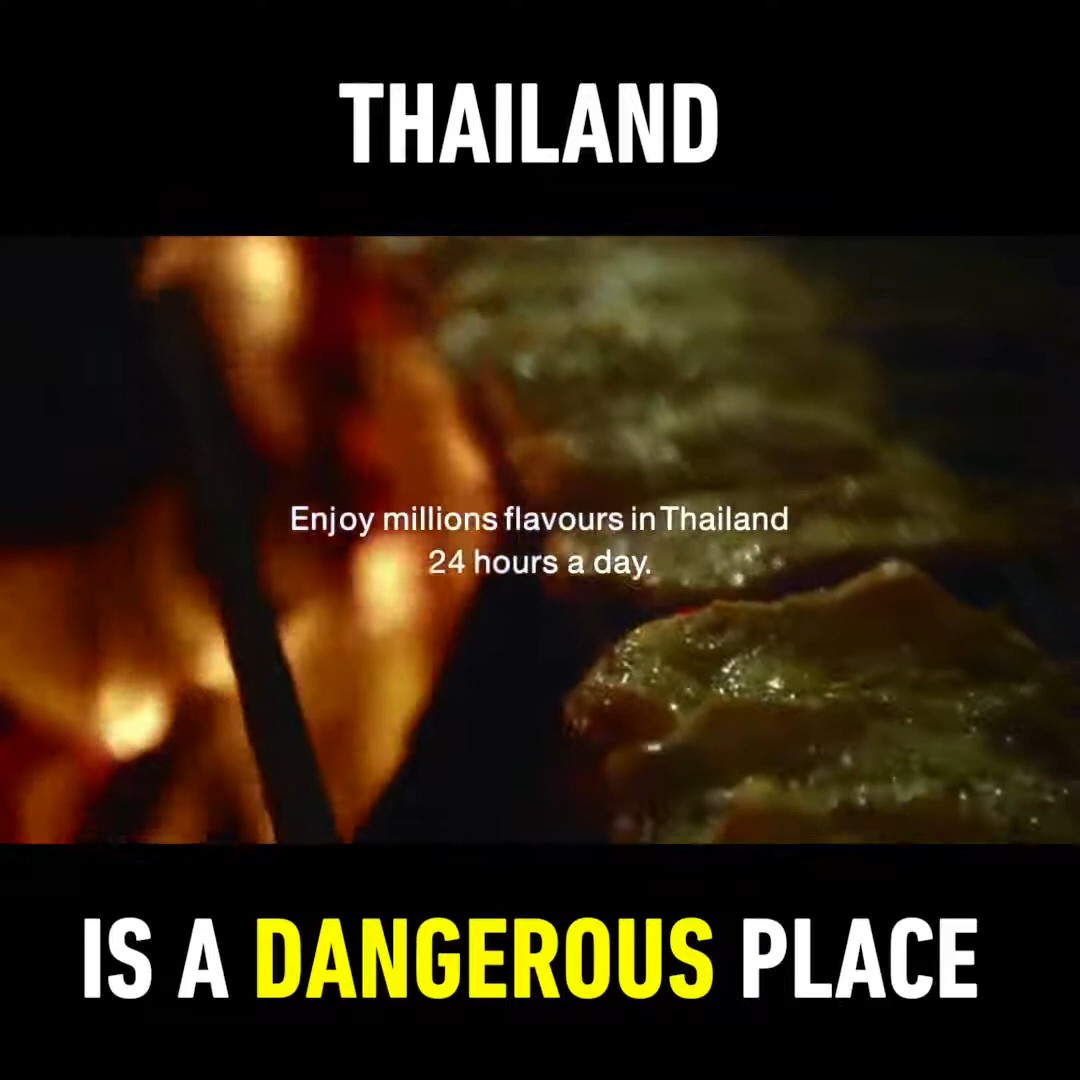 THAILAND
Enjoy millions flavours in Thailand
24 hours a day.
IS A DANGEROUS PLACE